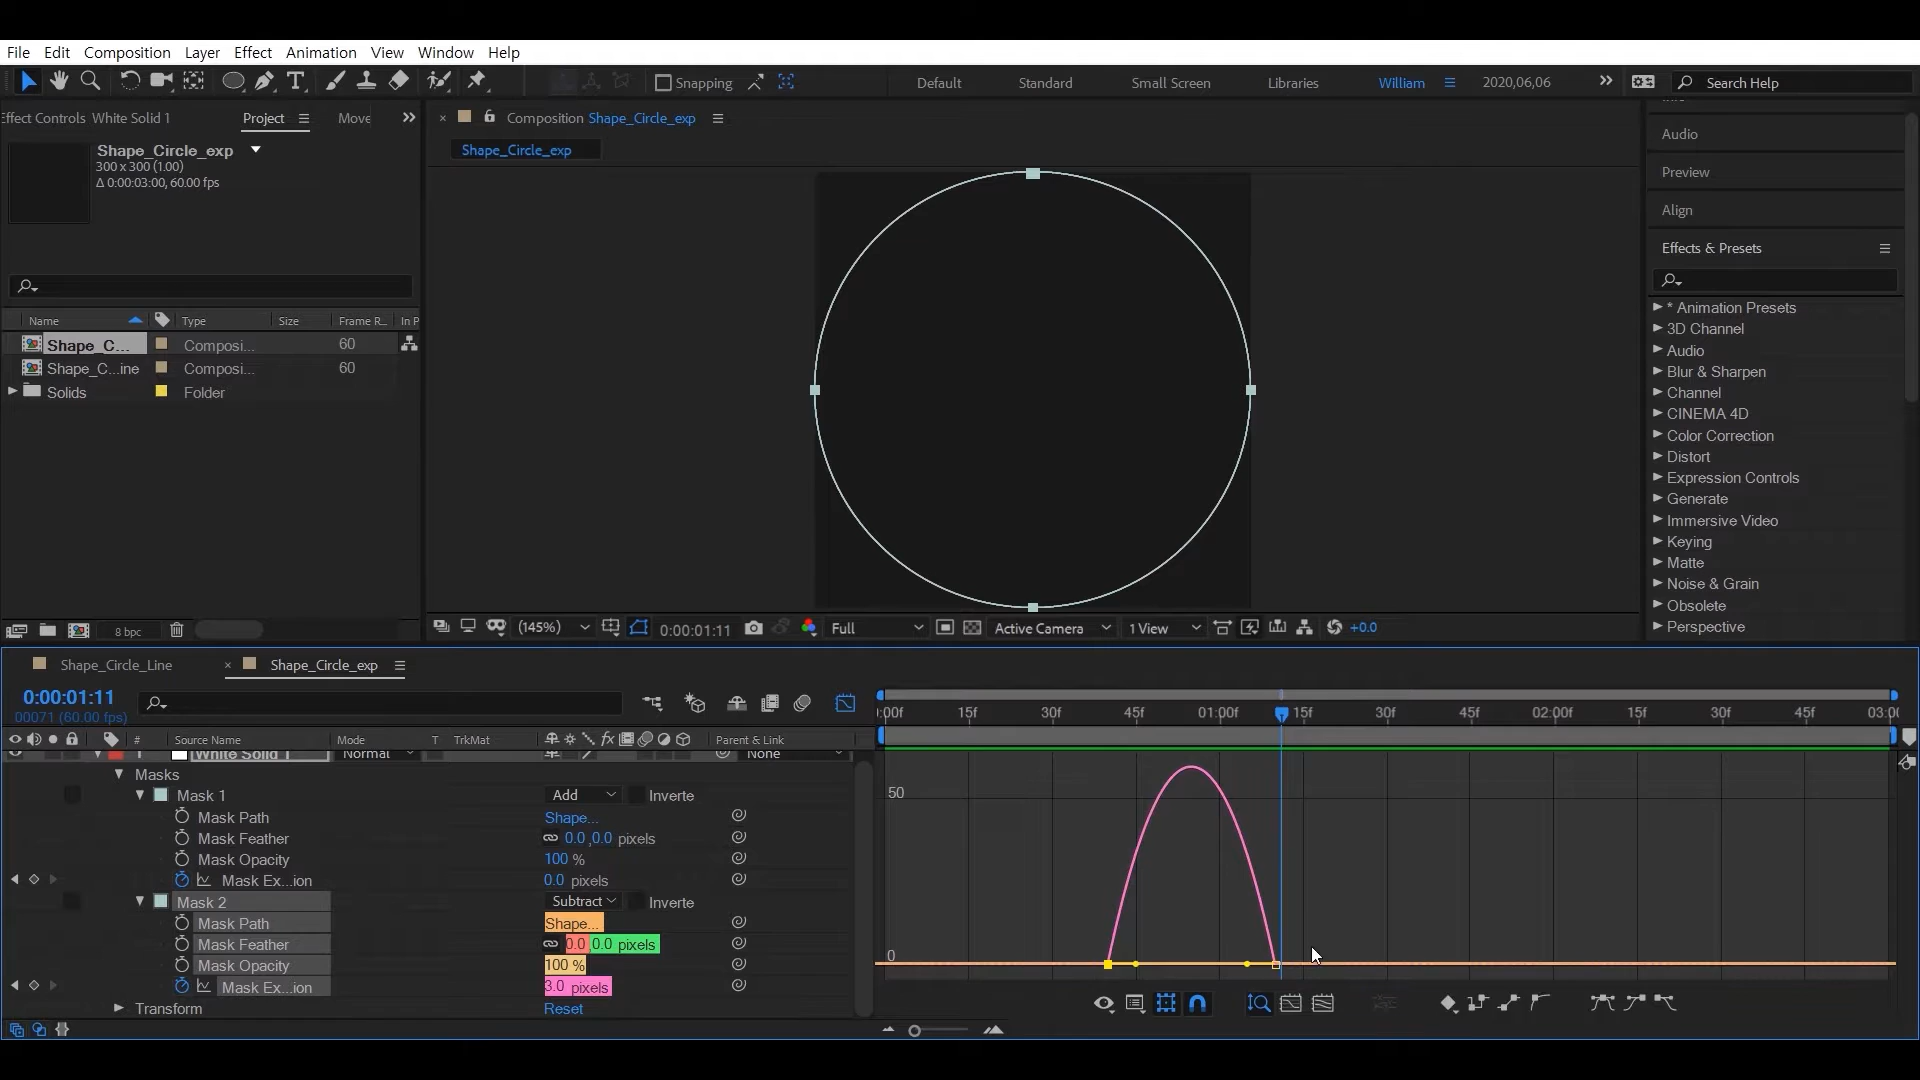 File Edit Composition Layer Effect Animation View Window Help
Snapping Default Standard Small Screen Libraries William 2020,06,06 Search Help
Effect Controls White Solid 1 Project Move
Composition Shape_Circle_exp
Shape_Circle_exp
Shape_Circle_exp
300 x 300 (1.00)
Δ 0:00:03:00, 60.00 fps
Name Type Size Frame R... In P
Shape_C... Composi... 60
Shape_C...ine Composi... 60
Solids Folder
8 bpc
(145%) 0:00:01:11 Full Active Camera 1 View +0.0
Audio
Preview
Align
Effects & Presets
* Animation Presets
3D Channel
Audio
Blur & Sharpen
Channel
CINEMA 4D
Color Correction
Distort
Expression Controls
Generate
Immersive Video
Keying
Matte
Noise & Grain
Obsolete
Perspective
Shape_Circle_Line Shape_Circle_exp
0:00:01:11
00071 (60.00 fps)
:00f 15f 30f 45f 01:00f 15f 30f 45f 02:00f 15f 30f 45f 03:00
# Source Name Mode T TrkMat Parent & Link
1 White Solid 1 Normal None
Masks
Mask 1 Add Inverte
Mask Path Shape...
Mask Feather 0.0,0.0 pixels
Mask Opacity 100 %
Mask Ex...ion 0.0 pixels
Mask 2 Subtract Inverte
Mask Path Shape...
Mask Feather 0.0 0.0 pixels
Mask Opacity 100 %
Mask Ex...ion 3.0 pixels
Transform Reset
50
0